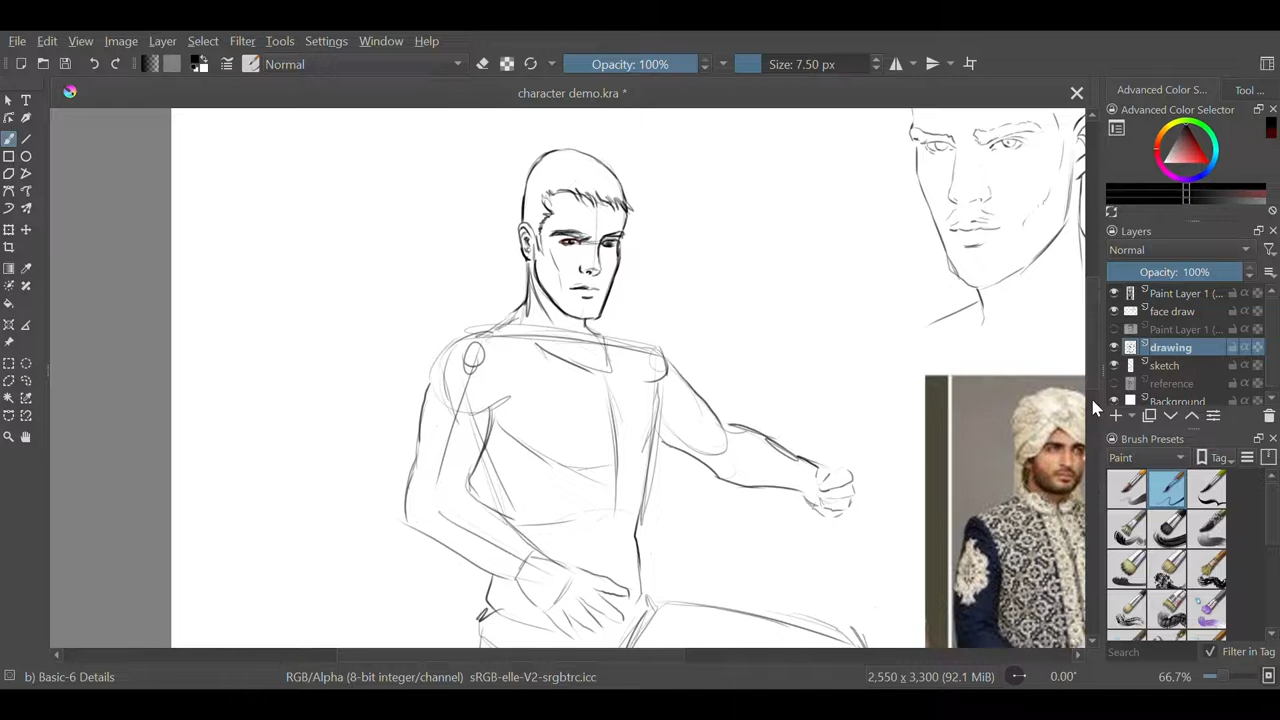 File Edit View Image Layer Select Filter Tools Settings Window Help
Normal Opacity: 100% Size: 7.50 px
character demo.kra *
Advanced Color S... Tool ...
Advanced Color Selector
Layers
Normal
Opacity: 100%
Paint Layer 1 (...
face draw
Paint Layer 1 (...
drawing
sketch
reference
Background
Brush Presets
Paint Tag
Search Filter in Tag
b) Basic-6 Details RGB/Alpha (8-bit integer/channel) sRGB-elle-V2-srgbtrc.icc 2,550 x 3,300 (92.1 MiB) 0.00° 66.7%